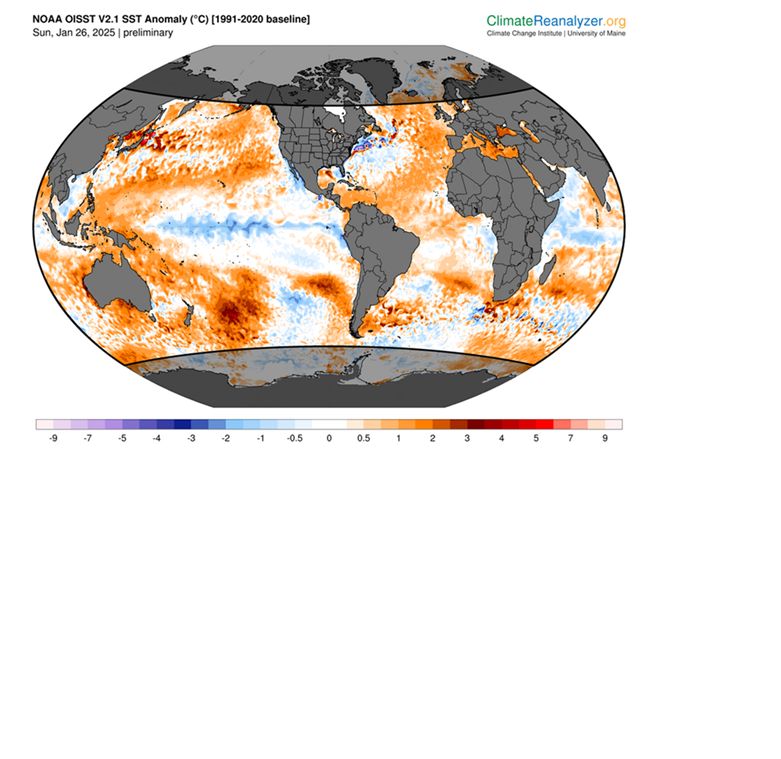 NOAA OISST V2.1 SST Anomaly (°C) [1991-2020 baseline]
Sun, Jan 26, 2025 | preliminary
ClimateReanalyzer.org
Climate Change Institute | University of Maine
-9 -7 -5 -4 -3 -2 -1 -0.5 0 0.5 1 2 3 4 5 7 9